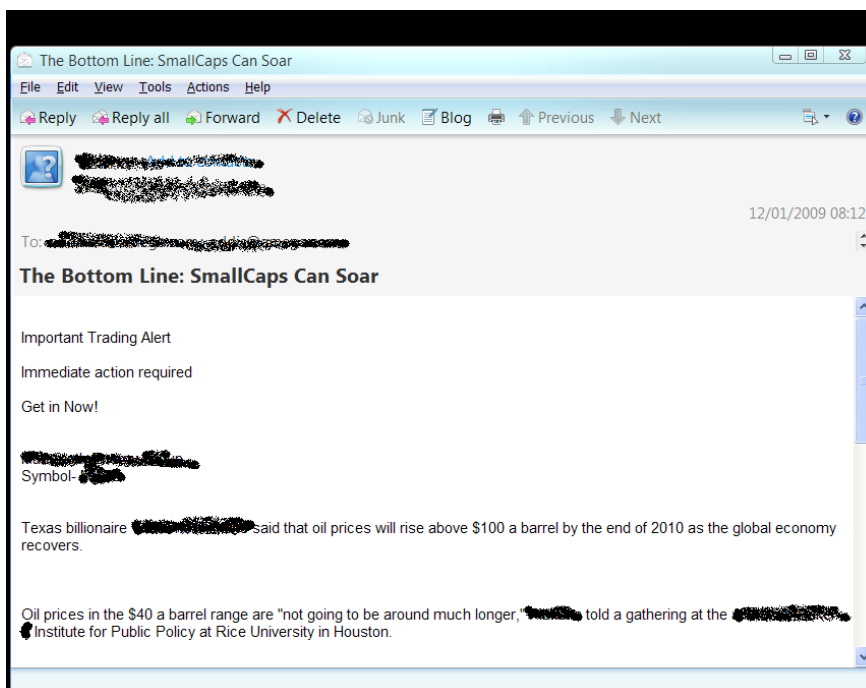 The Bottom Line: SmallCaps Can Soar
File Edit View Tools Actions Help
Reply Reply all Forward Delete Junk Blog Previous Next
12/01/2009 08:12
To:
The Bottom Line: SmallCaps Can Soar
Important Trading Alert
Immediate action required
Get in Now!
Symbol-
Texas billionaire said that oil prices will rise above $100 a barrel by the end of 2010 as the global economy
recovers.
Oil prices in the $40 a barrel range are "not going to be around much longer," told a gathering at the
Institute for Public Policy at Rice University in Houston.